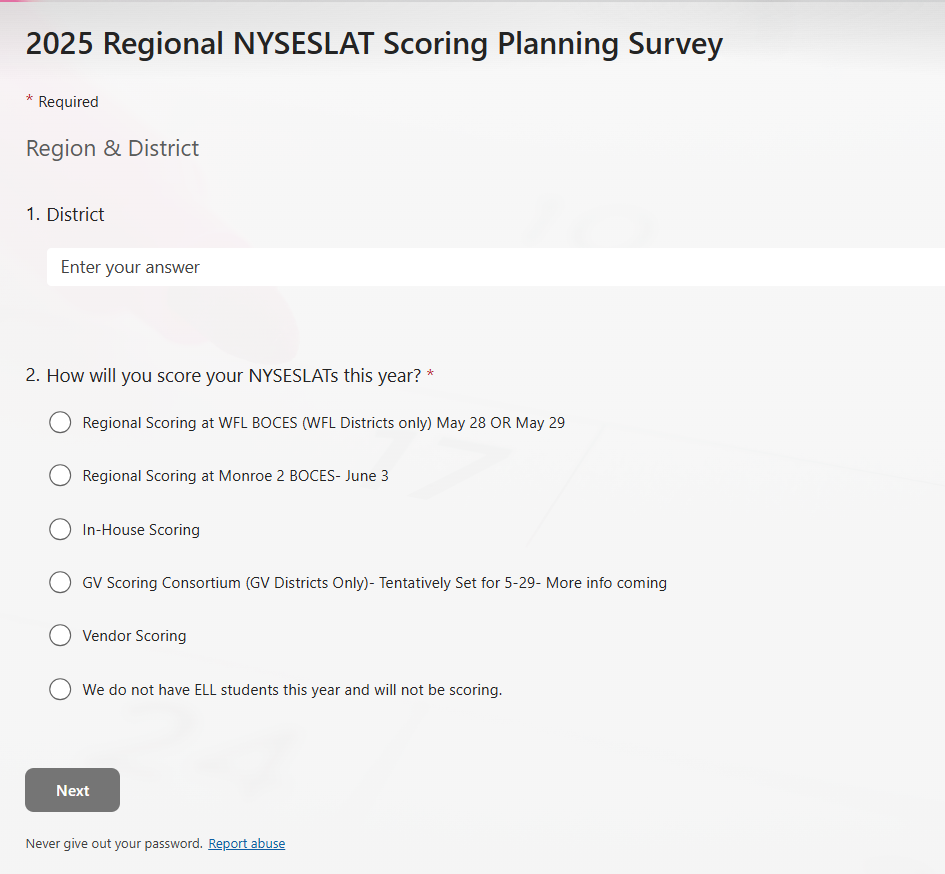 2025 Regional NYSESLAT Scoring Planning Survey
* Required
Region & District
1. District
Enter your answer
2. How will you score your NYSESLATs this year? *
Regional Scoring at WFL BOCES (WFL Districts only) May 28 OR May 29
Regional Scoring at Monroe 2 BOCES- June 3
In-House Scoring
GV Scoring Consortium (GV Districts Only)- Tentatively Set for 5-29- More info coming
Vendor Scoring
We do not have ELL students this year and will not be scoring.
Next
Never give out your password. Report abuse
10
17
24